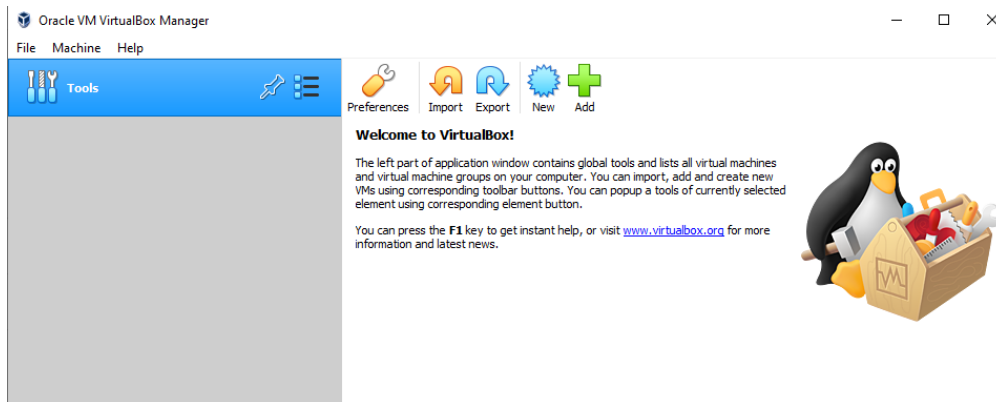 Oracle VM VirtualBox Manager
File Machine Help
Tools
Preferences Import Export New Add
Welcome to VirtualBox!
The left part of application window contains global tools and lists all virtual machines
and virtual machine groups on your computer. You can import, add and create new
VMs using corresponding toolbar buttons. You can popup a tools of currently selected
element using corresponding element button.
You can press the F1 key to get instant help, or visit www.virtualbox.org for more
information and latest news.